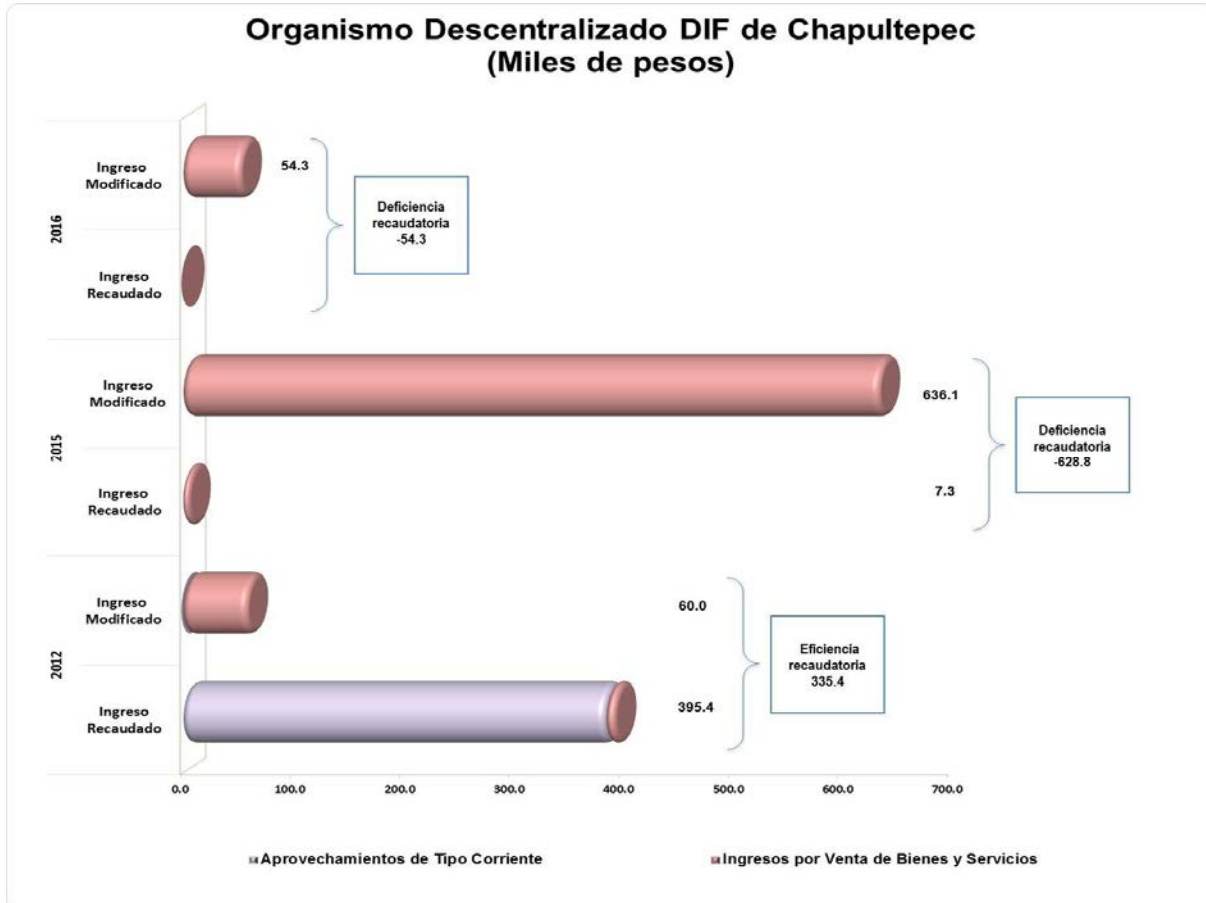 Organismo Descentralizado DIF de Chapultepec
(Miles de pesos)
2016
Ingreso
Modificado
54.3
Deficiencia
recaudatoria
-54.3
Ingreso
Recaudado
2015
Ingreso
Modificado
636.1
Deficiencia
recaudatoria
-628.8
Ingreso
Recaudado
7.3
2012
Ingreso
Modificado
60.0
Eficiencia
recaudatoria
335.4
Ingreso
Recaudado
395.4
0.0 100.0 200.0 300.0 400.0 500.0 600.0 700.0
Aprovechamientos de Tipo Corriente
Ingresos por Venta de Bienes y Servicios